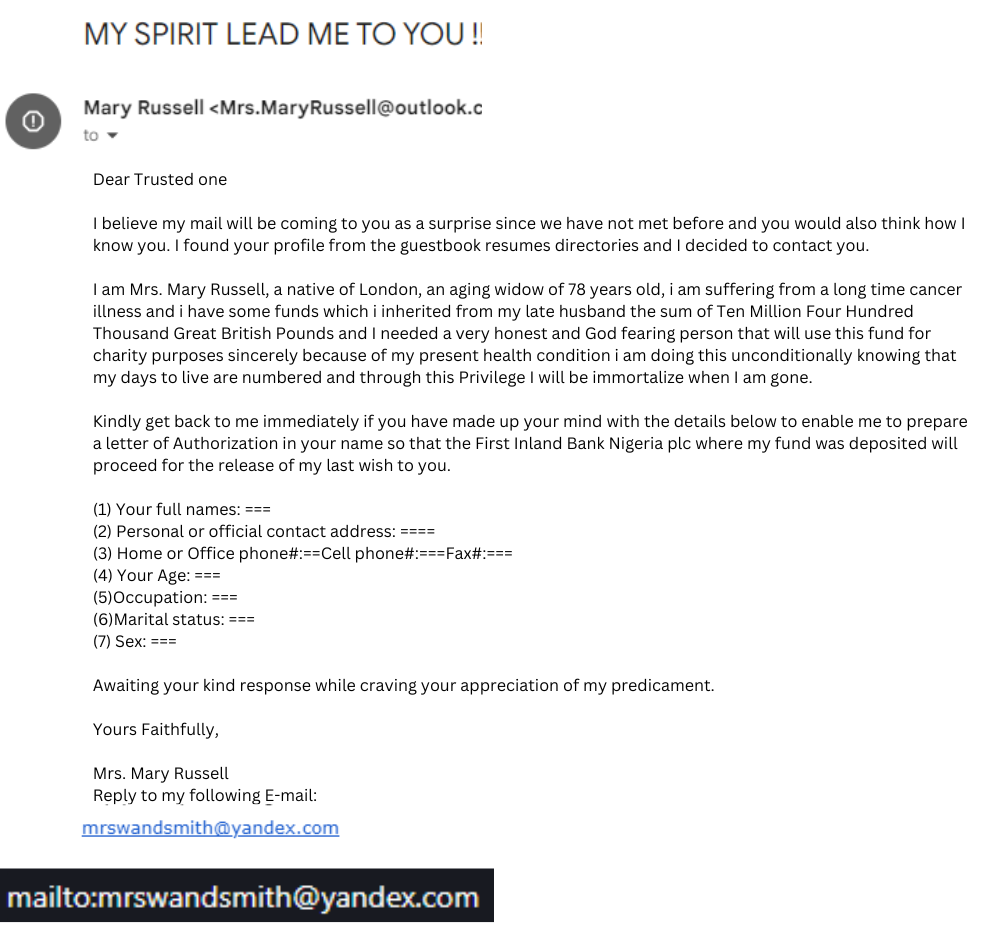 MY SPIRIT LEAD ME TO YOU !!
Mary Russell <Mrs.MaryRussell@outlook.c
to
Dear Trusted one
I believe my mail will be coming to you as a surprise since we have not met before and you would also think how I
know you. I found your profile from the guestbook resumes directories and I decided to contact you.
I am Mrs. Mary Russell, a native of London, an aging widow of 78 years old, i am suffering from a long time cancer
illness and i have some funds which i inherited from my late husband the sum of Ten Million Four Hundred
Thousand Great British Pounds and I needed a very honest and God fearing person that will use this fund for
charity purposes sincerely because of my present health condition i am doing this unconditionally knowing that
my days to live are numbered and through this Privilege I will be immortalize when I am gone.
Kindly get back to me immediately if you have made up your mind with the details below to enable me to prepare
a letter of Authorization in your name so that the First Inland Bank Nigeria plc where my fund was deposited will
proceed for the release of my last wish to you.
(1) Your full names: ===
(2) Personal or official contact address: ====
(3) Home or Office phone#:==Cell phone#:===Fax#:===
(4) Your Age: ===
(5)Occupation: ===
(6)Marital status: ===
(7) Sex: ===
Awaiting your kind response while craving your appreciation of my predicament.
Yours Faithfully,
Mrs. Mary Russell
Reply to my following E-mail:
mrswandsmith@yandex.com
mailto:mrswandsmith@yandex.com